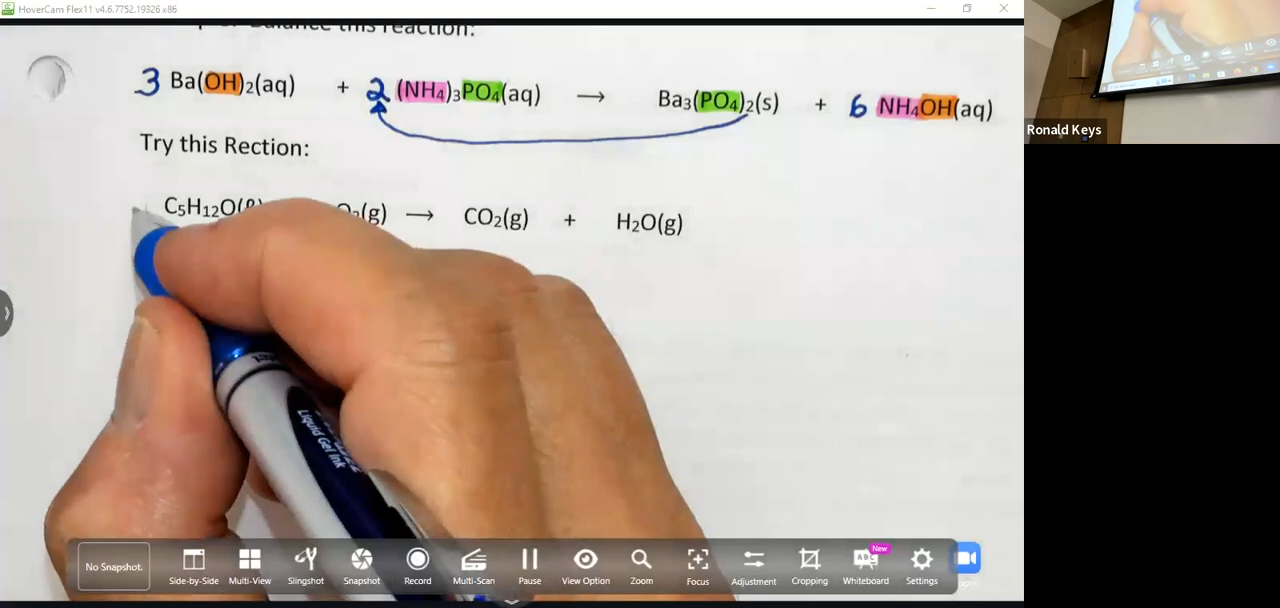 HoverCam Flex11 v4.6.7752.19326 x86
Balance this reaction:
3 Ba(OH)₂(aq) + 2 (NH₄)₃PO₄(aq) → Ba₃(PO₄)₂(s) + 6 NH₄OH(aq)
Try this Rection:
C₅H₁₂O(ℓ) O₂(g) → CO₂(g) + H₂O(g)
Ronald Keys
Liquid Gel Ink
No Snapshot.
Side-by-Side Multi-View Slingshot Snapshot Record Multi-Scan Pause View Option Zoom Focus Adjustment Cropping Whiteboard Settings
New
ABC